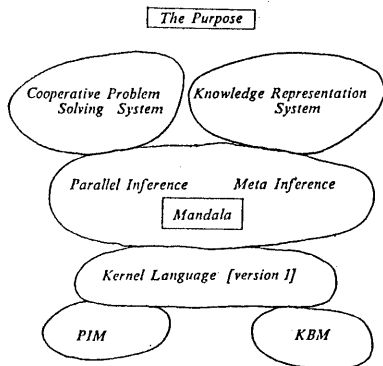 The Purpose
Cooperative Problem
Solving System
Knowledge Representation
System
Parallel Inference
Meta Inference
Mandala
Kernel Language [version 1]
PIM
KBM